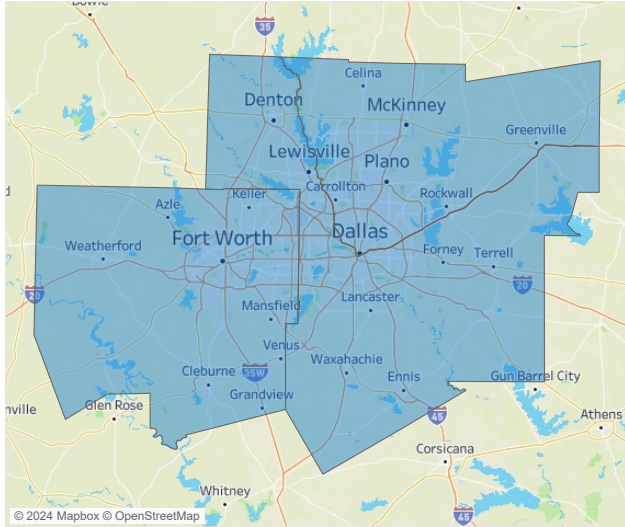 Bowie
35
Celina
Denton
McKinney
Greenville
Lewisville
Plano
Carrollton
Keller
Rockwall
Azle
Fort Worth
Dallas
Weatherford
Forney
Terrell
20
20
Lancaster
Mansfield
Venus
Waxahachie
Cleburne
35W
Ennis
Gun Barrel City
Grandview
nville
Glen Rose
45
Athens
Corsicana
Whitney
45
© 2024 Mapbox © OpenStreetMap